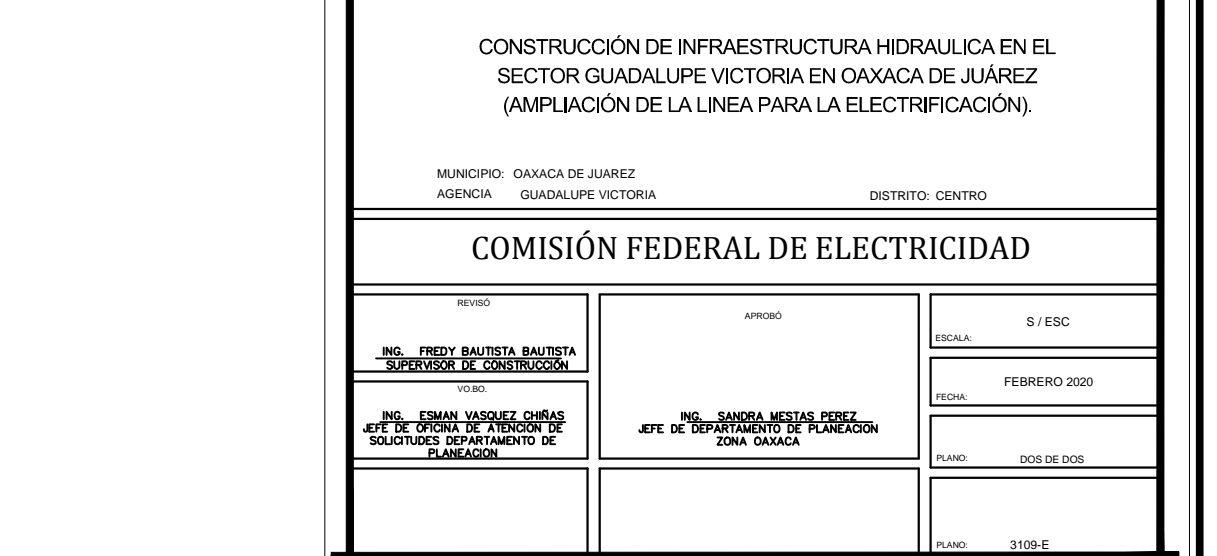 CONSTRUCCIÓN DE INFRAESTRUCTURA HIDRAULICA EN EL
SECTOR GUADALUPE VICTORIA EN OAXACA DE JUÁREZ
(AMPLIACIÓN DE LA LINEA PARA LA ELECTRIFICACIÓN).
MUNICIPIO: OAXACA DE JUAREZ
AGENCIA GUADALUPE VICTORIA DISTRITO: CENTRO
COMISIÓN FEDERAL DE ELECTRICIDAD
REVISÓ
ING. FREDY BAUTISTA BAUTISTA
SUPERVISOR DE CONSTRUCCIÓN
VO.BO.
ING. ESMAN VASQUEZ CHIÑAS
JEFE DE OFICINA DE ATENCIÓN DE
SOLICITUDES DEPARTAMENTO DE
PLANEACION
APROBÓ
ING. SANDRA MESTAS PEREZ
JEFE DE DEPARTAMENTO DE PLANEACION
ZONA OAXACA
S / ESC
ESCALA:
FEBRERO 2020
FECHA:
PLANO: DOS DE DOS
PLANO: 3109-E